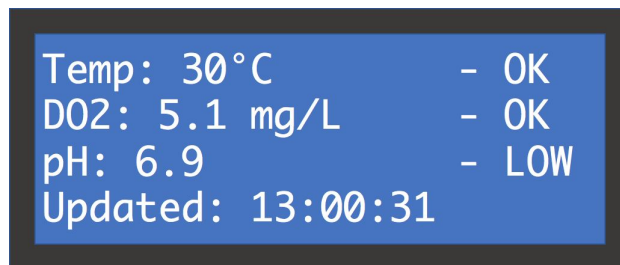 Temp: 30°C - OK
DO2: 5.1 mg/L - OK
pH: 6.9 - LOW
Updated: 13:00:31